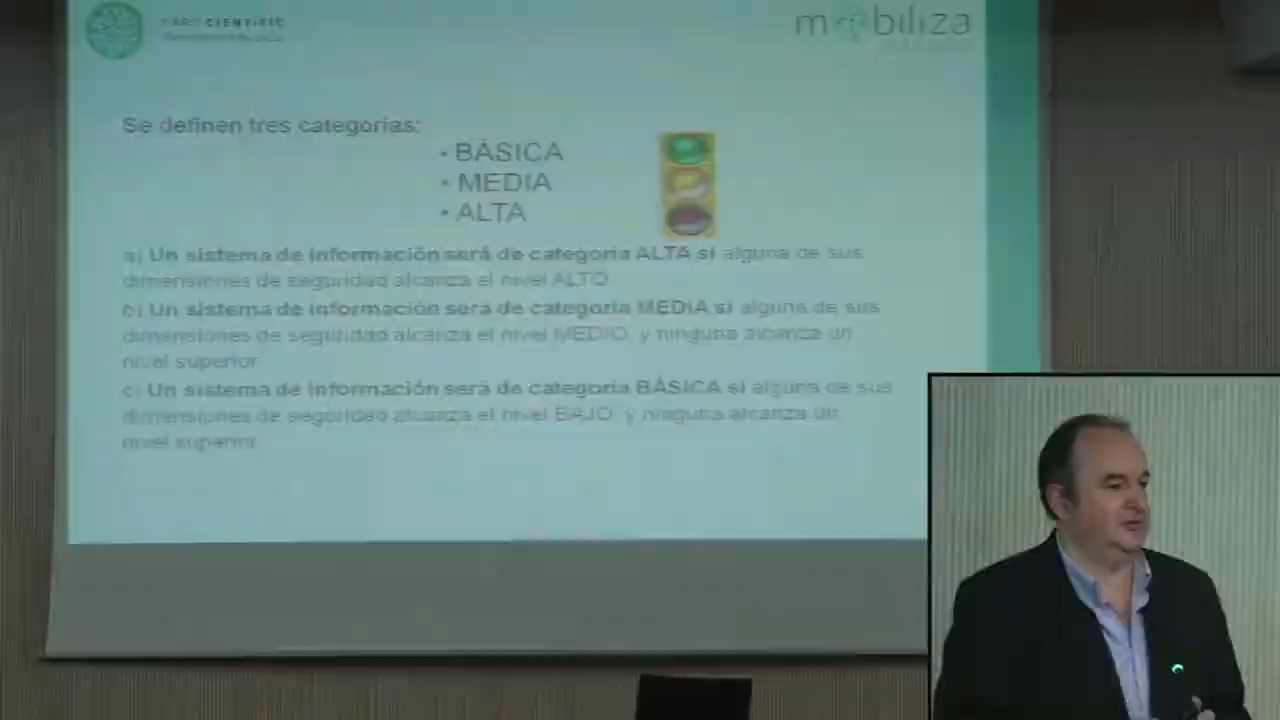 PARC CIENTÍFIC
mobiliza
Se definen tres categorías:
• BÁSICA
• MEDIA
• ALTA
a) Un sistema de información será de categoría ALTA si alguna de sus
dimensiones de seguridad alcanza el nivel ALTO.
b) Un sistema de información será de categoría MEDIA si alguna de sus
dimensiones de seguridad alcanza el nivel MEDIO, y ninguna alcanza un
nivel superior.
c) Un sistema de información será de categoría BÁSICA si alguna de sus
dimensiones de seguridad alcanza el nivel BAJO, y ninguna alcanza un
nivel superior.